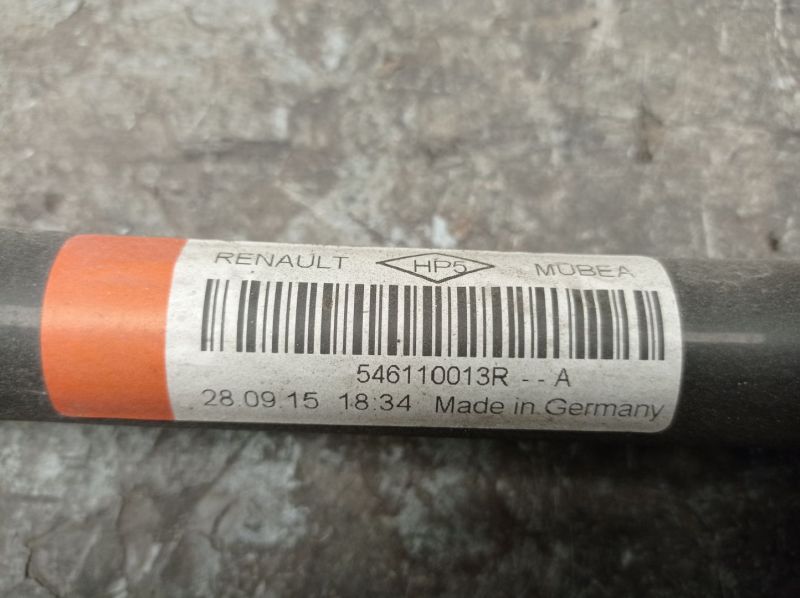 RENAULT HP5 MUBEA
546110013R - - A
28.09.15 18:34 Made in Germany